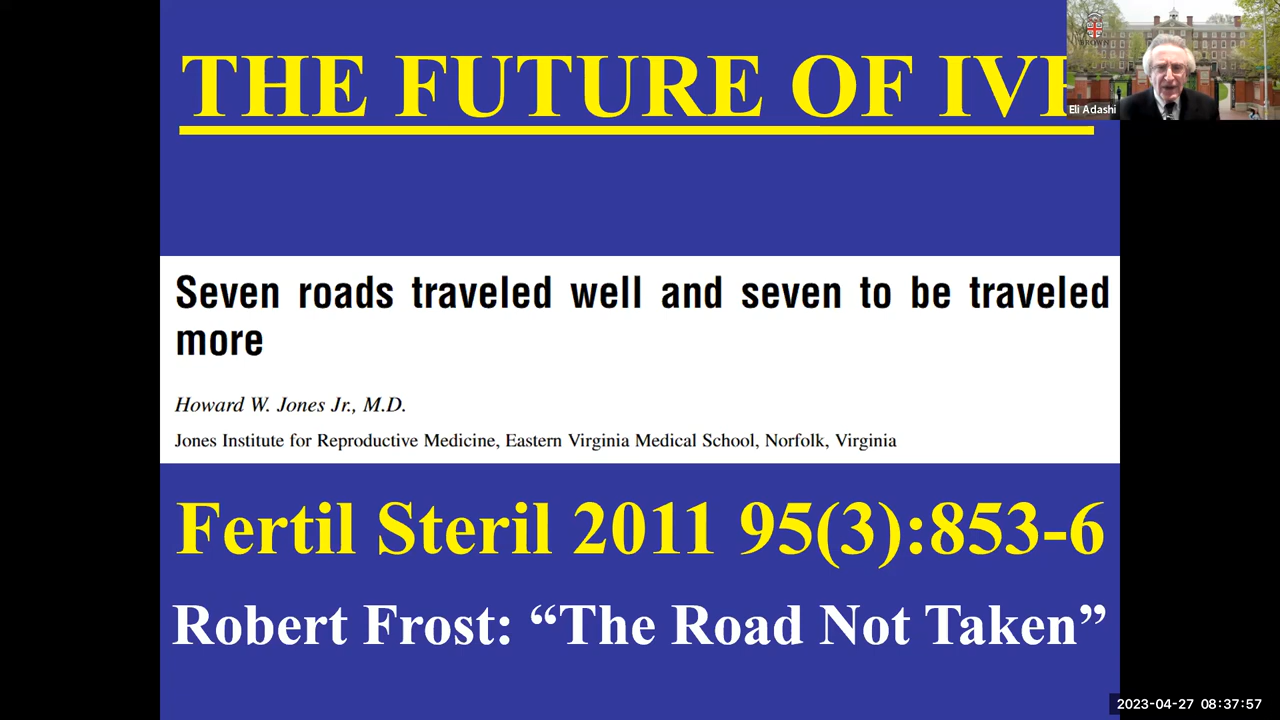 THE FUTURE OF IVF
Eli Adashi
Seven roads traveled well and seven to be traveled
more
Howard W. Jones Jr., M.D.
Jones Institute for Reproductive Medicine, Eastern Virginia Medical School, Norfolk, Virginia
Fertil Steril 2011 95(3):853-6
Robert Frost: “The Road Not Taken”
2023-04-27 08:37:57